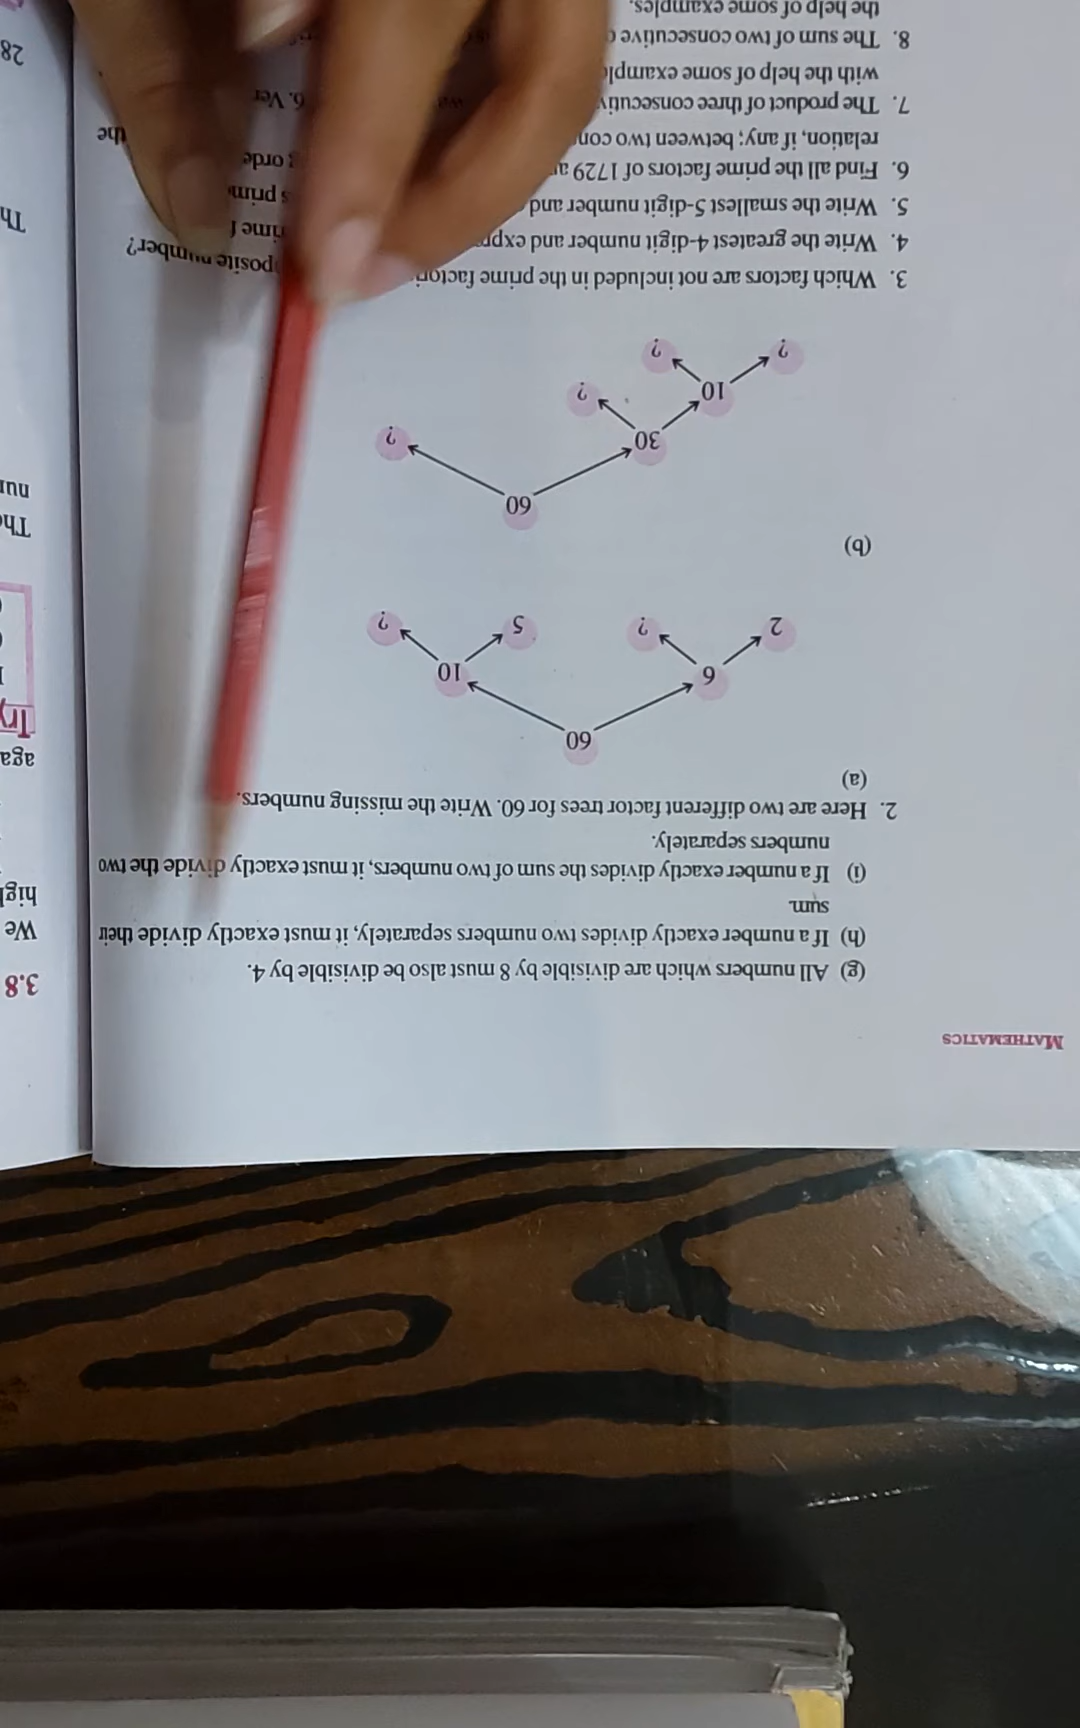 MATHEMATICS
(g) All numbers which are divisible by 8 must also be divisible by 4.
(h) If a number exactly divides two numbers separately, it must exactly divide their
sum.
(i) If a number exactly divides the sum of two numbers, it must exactly divide the two
numbers separately.
2. Here are two different factor trees for 60. Write the missing numbers.
(a)
60
6 10
2 ? 5 ?
(b)
60
30 ?
10 ?
? ?
3. Which factors are not included in the prime number?
4. Write the greatest 4-digit number and
5. Write the smallest 5-digit number and
6. Find all the prime factors of 1729
relation, if any; between two the
7. The product of three 6.
with the help of some
8. The sum of two consecutive
the help of some examples.
3.8
We
aga
Try
28